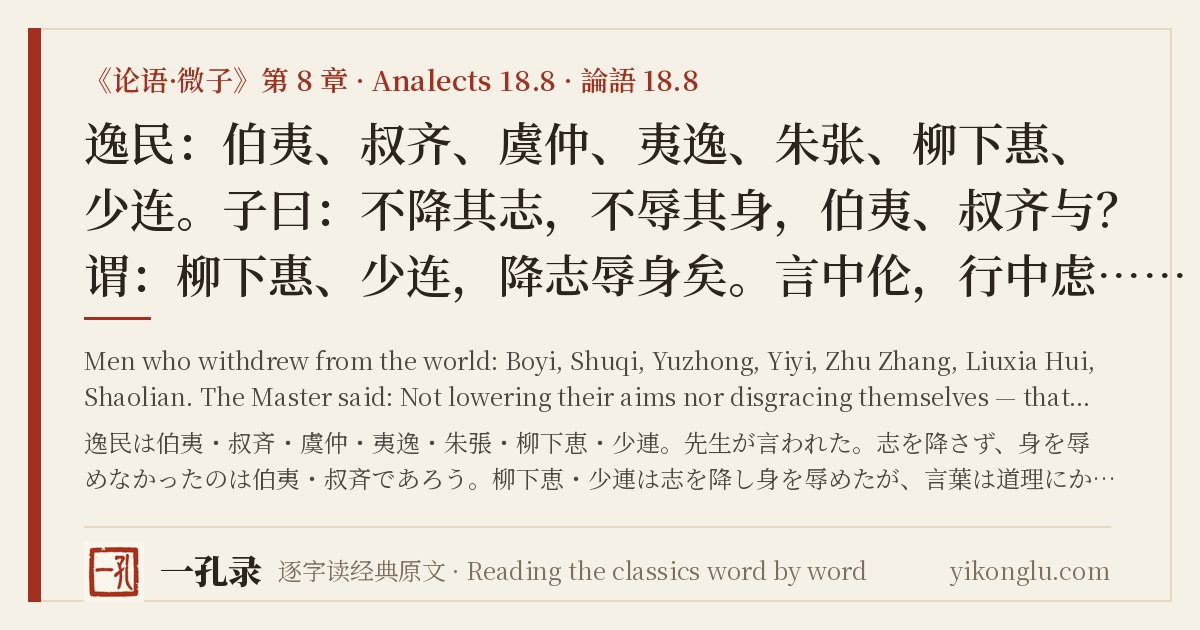 《论语·微子》第 8 章 · Analects 18.8 · 論語 18.8
逸民：伯夷、叔齐、虞仲、夷逸、朱张、柳下惠、
少连。子曰：不降其志，不辱其身，伯夷、叔齐与？
谓：柳下惠、少连，降志辱身矣。言中伦，行中虑……
Men who withdrew from the world: Boyi, Shuqi, Yuzhong, Yiyi, Zhu Zhang, Liuxia Hui,
Shaolian. The Master said: Not lowering their aims nor disgracing themselves — that...
逸民は伯夷・叔斉・虞仲・夷逸・朱張・柳下恵・少連。先生が言われた。志を降さず、身を辱
めなかったのは伯夷・叔斉であろう。柳下恵・少連は志を降し身を辱めたが、言葉は道理にか…
一孔
一孔录 逐字读经典原文 · Reading the classics word by word yikonglu.com